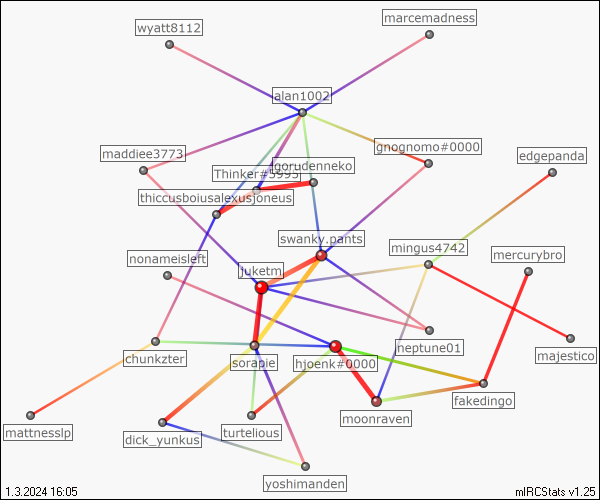 marcemadness
wyatt8112
alan1002
gnognomo#0000
maddiee3773
edgepanda
gorudenneko
Thinker#5995
thiccusboiusalexusjoneus
swanky.pants
mingus4742
mercurybro
nonameisleft
juketm
neptune01
majestico
chunkzter
sorapie
hjoenk#0000
fakedingo
moonraven
mattnesslp
dick_yunkus
turtelious
yoshimanden
1.3.2024 16:05
mIRCStats v1.25